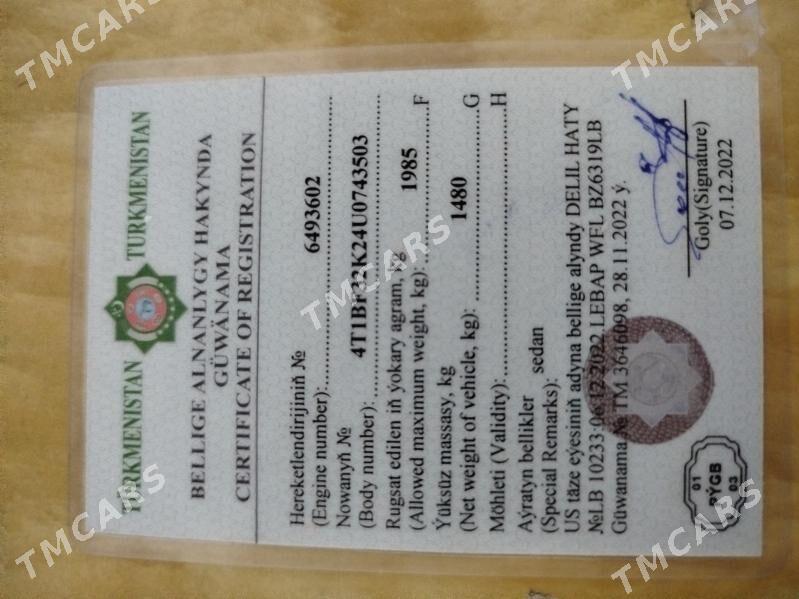 TÜRKMENISTAN TURKMENISTAN
BELLIGE ALNANLYGY HAKYNDA
GÜWÄNAMA
CERTIFICATE OF REGISTRATION
Hereketlendirijiniň №
(Engine number):
6493602
Nowanyň №
(Body number):
4T1BF32K24U0743503
Rugsat edilen iň ýokary agram, kg
(Allowed maximum weight, kg):
1985
F
Ýüksüz massasy, kg
(Net weight of vehicle, kg):
1480
G
Möhleti (Validity):
H
Aýratyn bellikler
(Special Remarks):
sedan
US täze eýesiniň adyna bellige alyndy DELIL HATY
№LB 10233 06.12.2022 LEBAP WFL BZ6319LB
Güwanama № TM 3646098, 28.11.2022 ý.
Goly(Signature)
07.12.2022
01
PÝGB
03
TMCARS
TMCARS
TMCARS
TMCARS
TMCARS
TMCARS
TMCARS